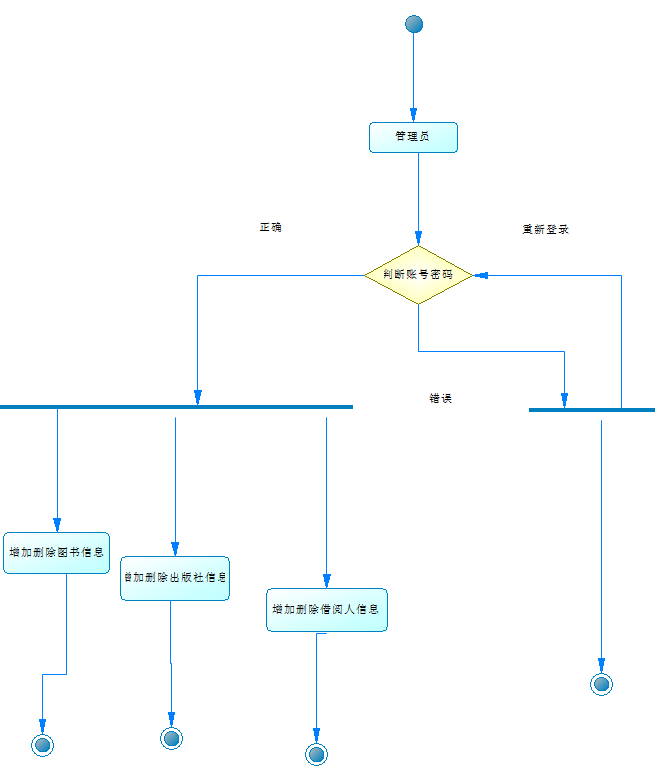 管理员
正确
重新登录
判断账号密码
错误
增加删除图书信息
增加删除出版社信息
增加删除借阅人信息